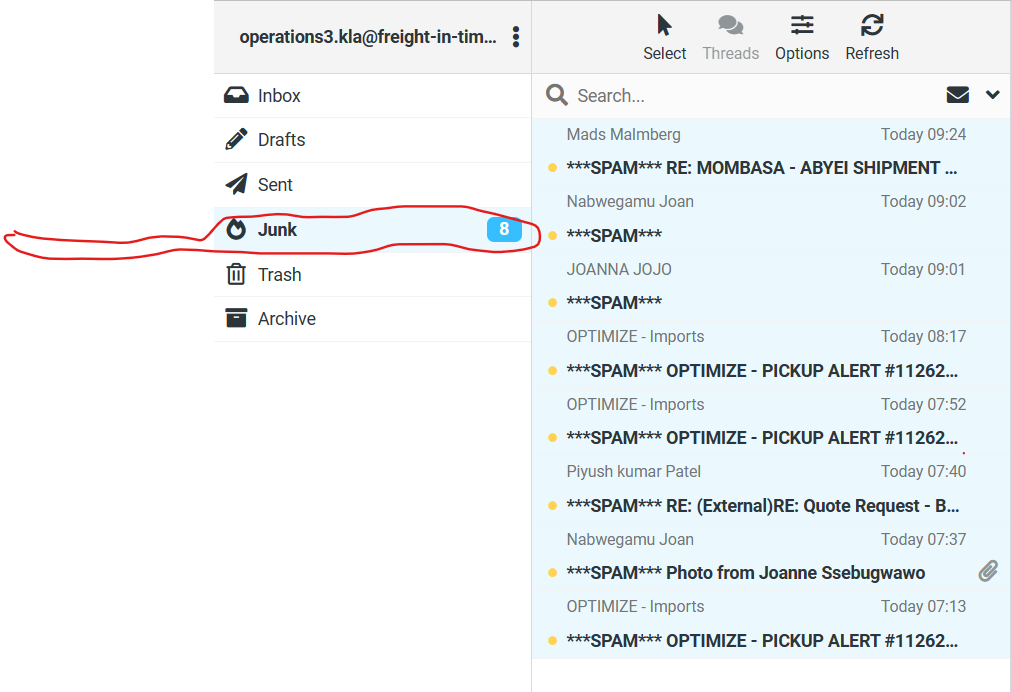 operations3.kla@freight-in-tim...
Inbox
Drafts
Sent
Junk 8
Trash
Archive
Select Threads Options Refresh
Search...
Mads Malmberg Today 09:24
***SPAM*** RE: MOMBASA - ABYEI SHIPMENT ...
Nabwegamu Joan Today 09:02
***SPAM***
JOANNA JOJO Today 09:01
***SPAM***
OPTIMIZE - Imports Today 08:17
***SPAM*** OPTIMIZE - PICKUP ALERT #11262...
OPTIMIZE - Imports Today 07:52
***SPAM*** OPTIMIZE - PICKUP ALERT #11262...
Piyush kumar Patel Today 07:40
***SPAM*** RE: (External)RE: Quote Request - B...
Nabwegamu Joan Today 07:37
***SPAM*** Photo from Joanne Ssebugwawo
OPTIMIZE - Imports Today 07:13
***SPAM*** OPTIMIZE - PICKUP ALERT #11262...